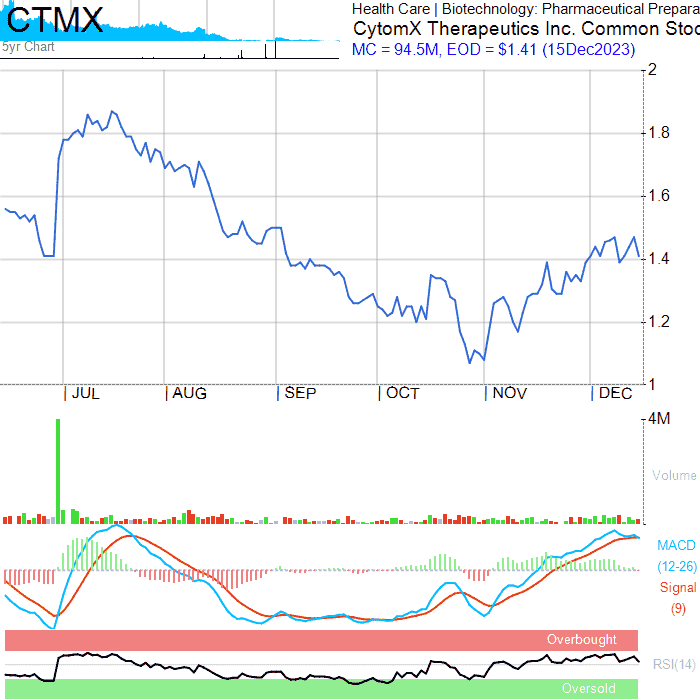 CTMX
5yr Chart
Health Care | Biotechnology: Pharmaceutical Prepara
CytomX Therapeutics Inc. Common Stoc
MC = 94.5M, EOD = $1.41 (15Dec2023)
2
1.8
1.6
1.4
1.2
1
| JUL | AUG | SEP | OCT | NOV | DEC
4M
Volume
MACD
(12-26)
Signal
(9)
Overbought
RSI(14)
Oversold